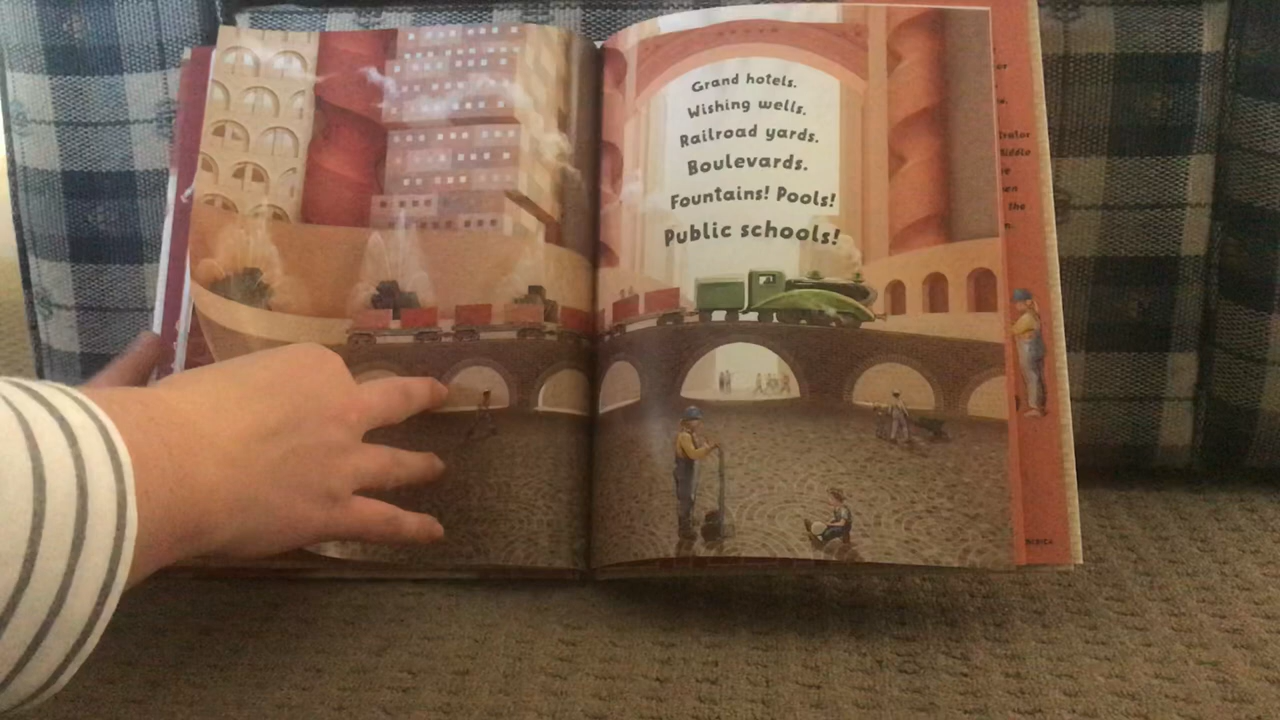 Grand hotels.
Wishing wells.
Railroad yards.
Boulevards.
Fountains! Pools!
Public schools!